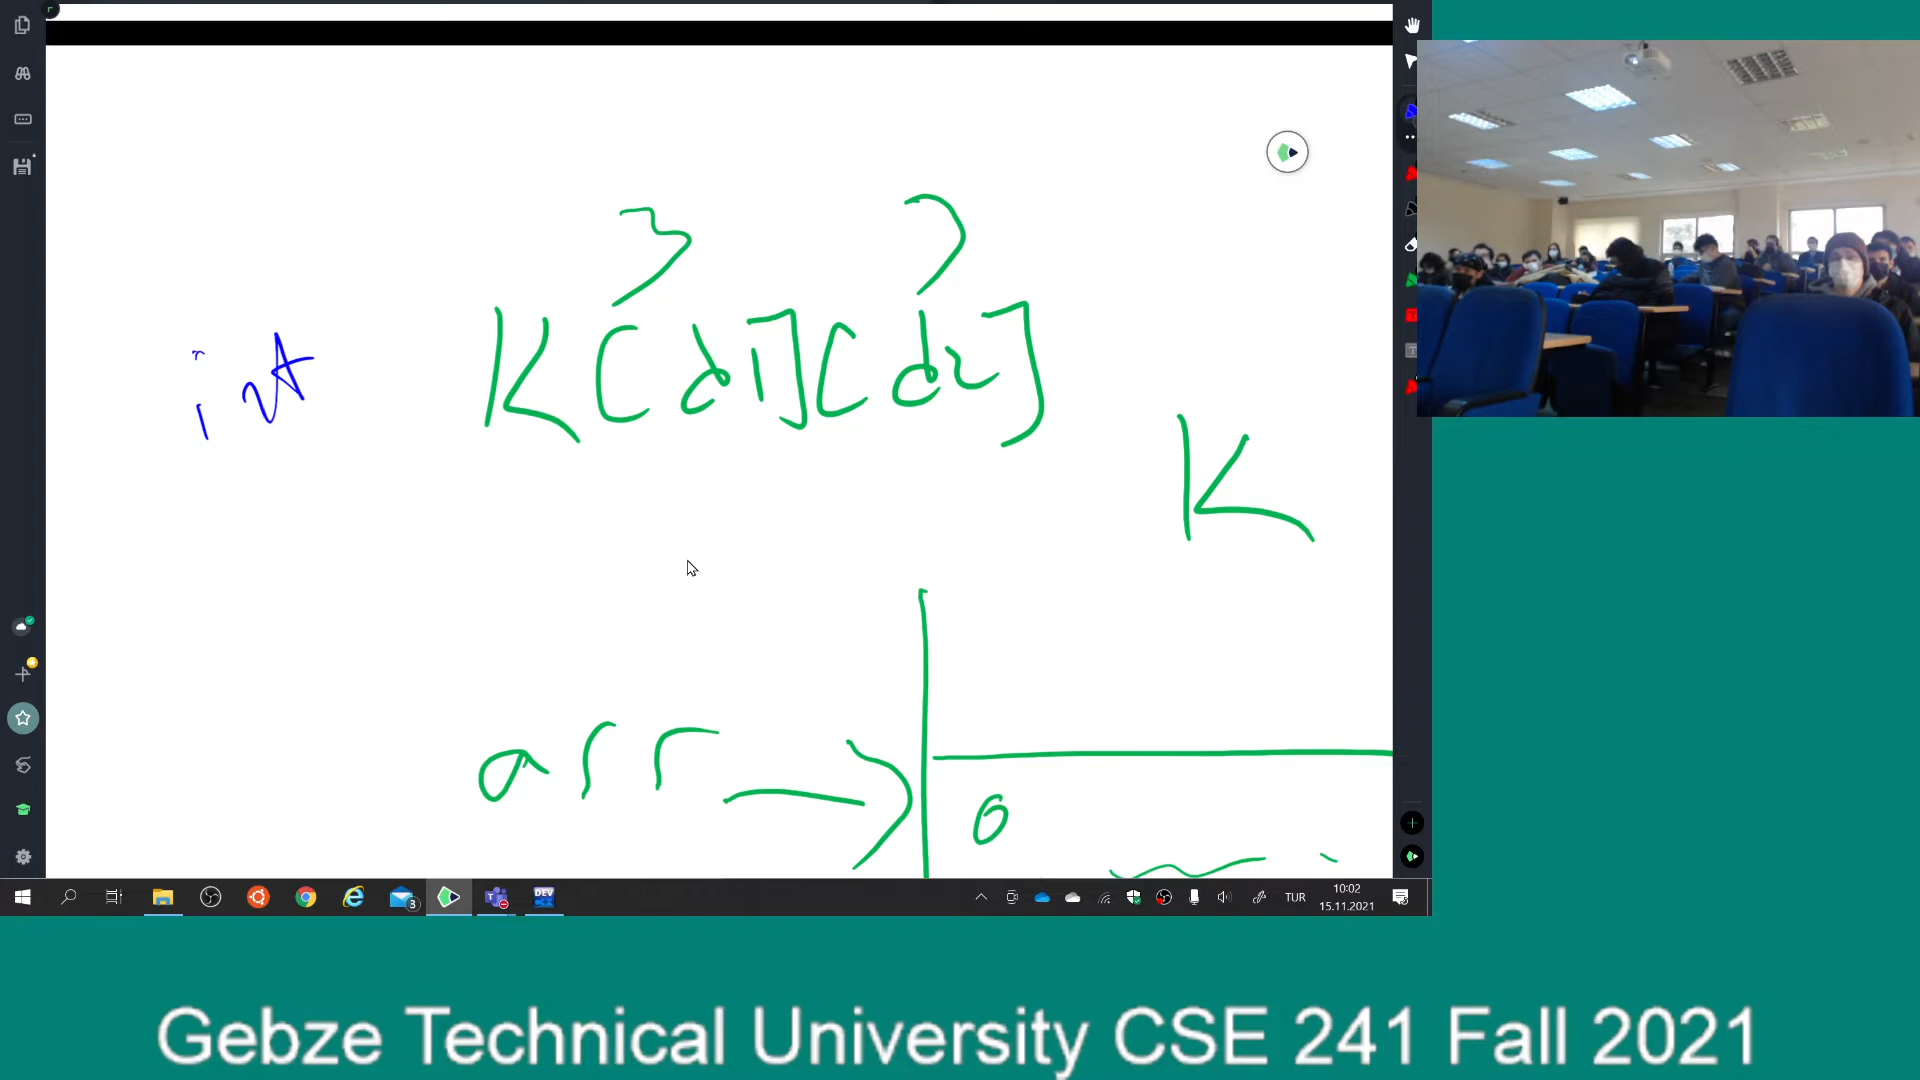 int K[d1][d2]
K
arr
0
3
DEV
TUR
10:02
15.11.2021
Gebze Technical University CSE 241 Fall 2021